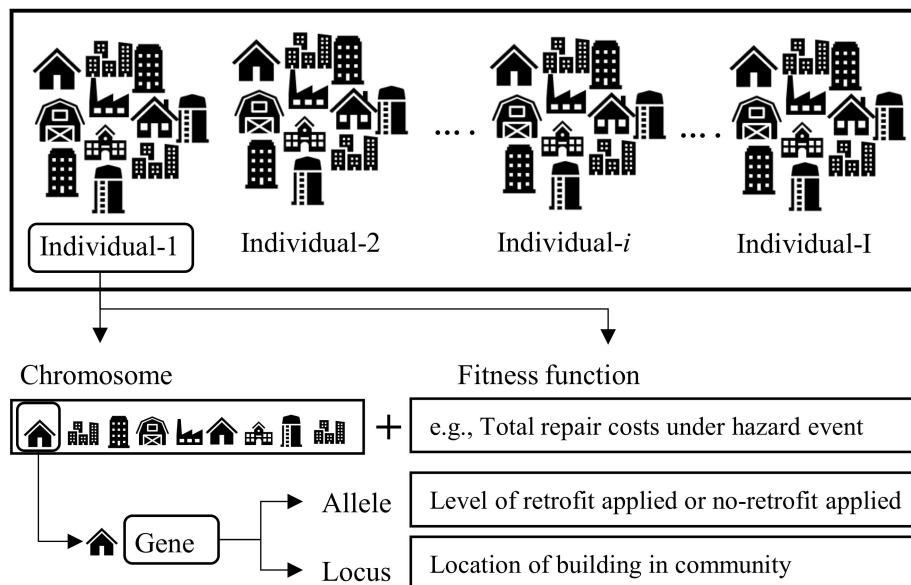 .... ....
Individual-1 Individual-2 Individual-i Individual-I
Chromosome Fitness function
+ e.g., Total repair costs under hazard event
Allele Level of retrofit applied or no-retrofit applied
Gene
Locus Location of building in community